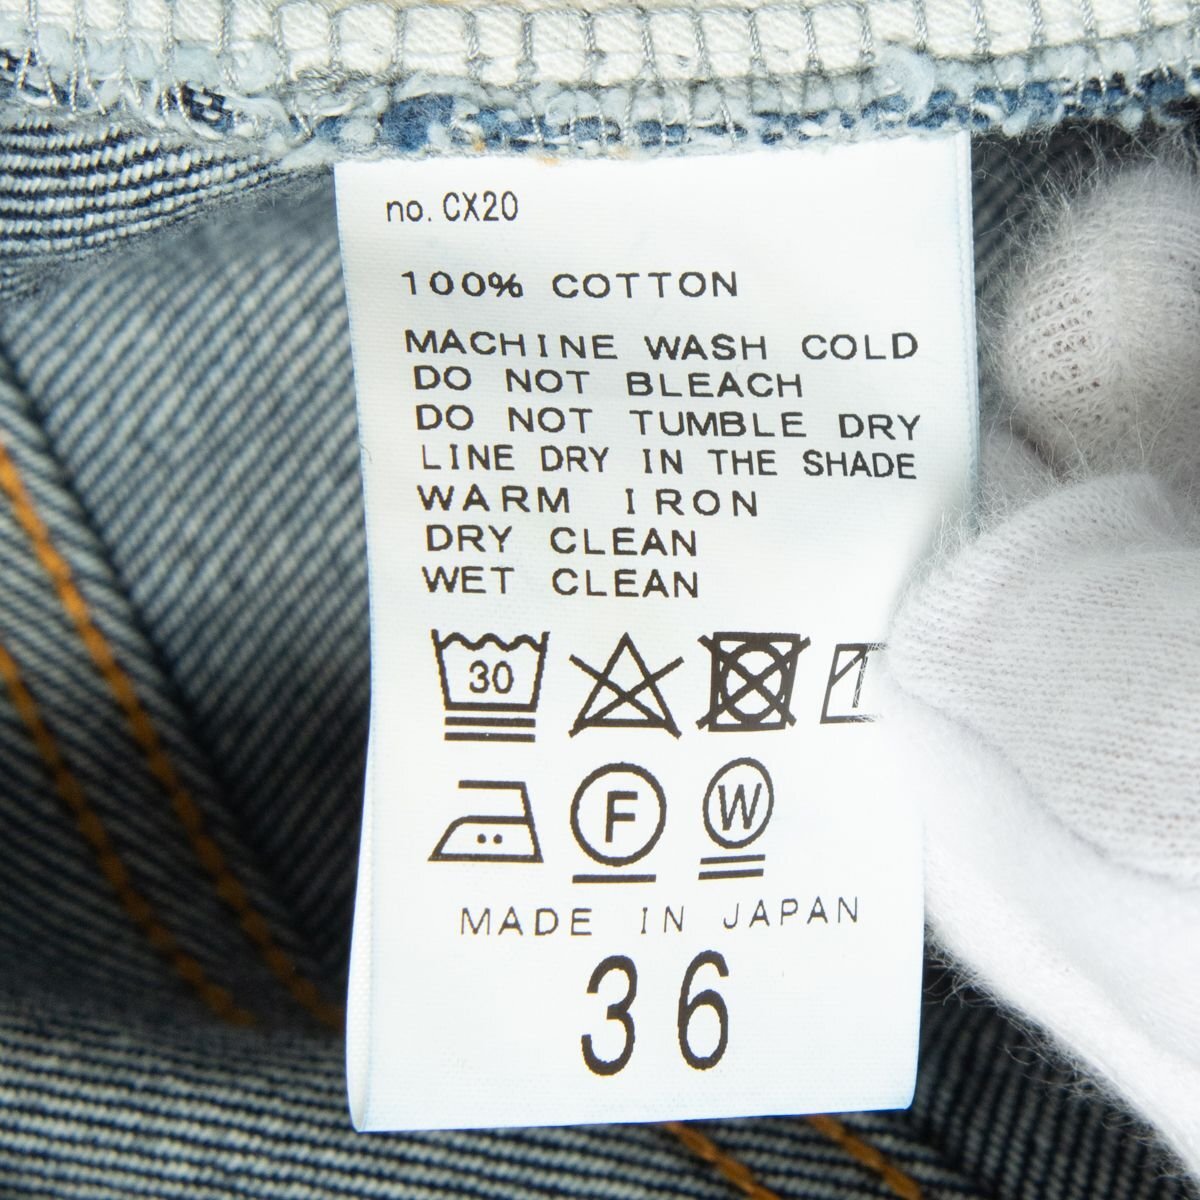 no. CX20
100% COTTON
MACHINE WASH COLD
DO NOT BLEACH
DO NOT TUMBLE DRY
LINE DRY IN THE SHADE
WARM IRON
DRY CLEAN
WET CLEAN
30
F W
MADE IN JAPAN
36